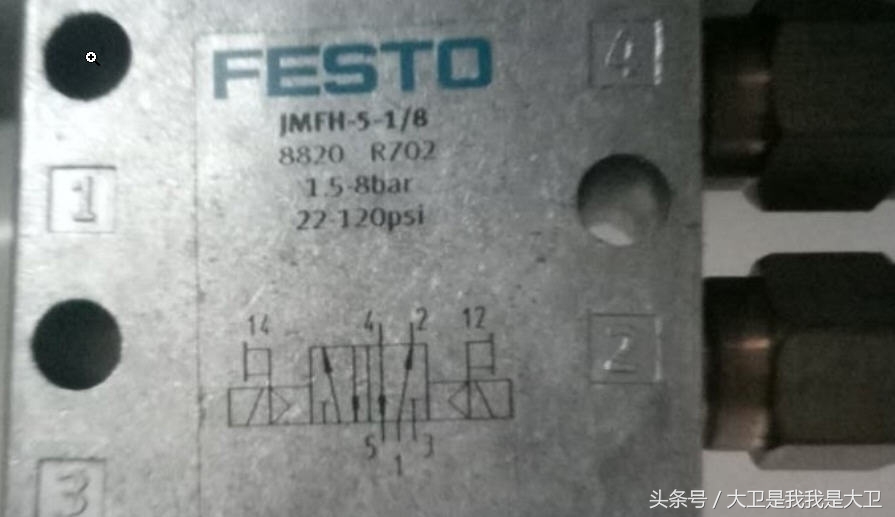 FESTO
4
JMFH-5-1/8
8820 R702
1.5-8bar
22-120psi
1
14 4 2 12
2
5 1 3
3
头条号 / 大卫是我我是大卫